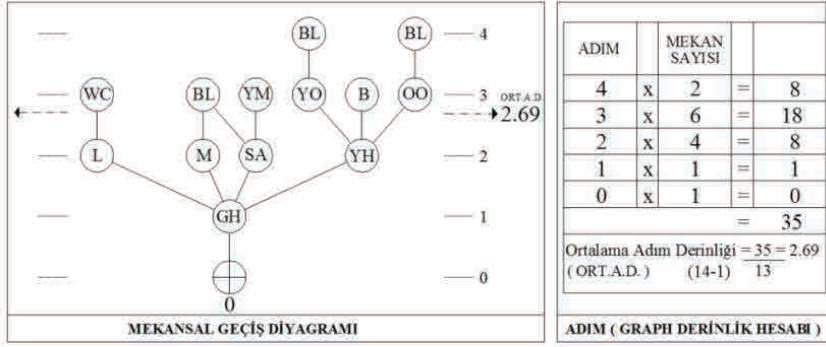 BL BL 4
WC BL YM YO B OO 3 ORT.A.D.
2.69
L M SA YH 2
GH 1
0
0
MEKANSAL GEÇİŞ DİYAGRAMI
ADIM MEKAN SAYISI
4 x 2 = 8
3 x 6 = 18
2 x 4 = 8
1 x 1 = 1
0 x 1 = 0
= 35
Ortalama Adım Derinliği = 35 = 2.69
( ORT.A.D. ) (14-1) 13
ADIM ( GRAPH DERİNLİK HESABI )